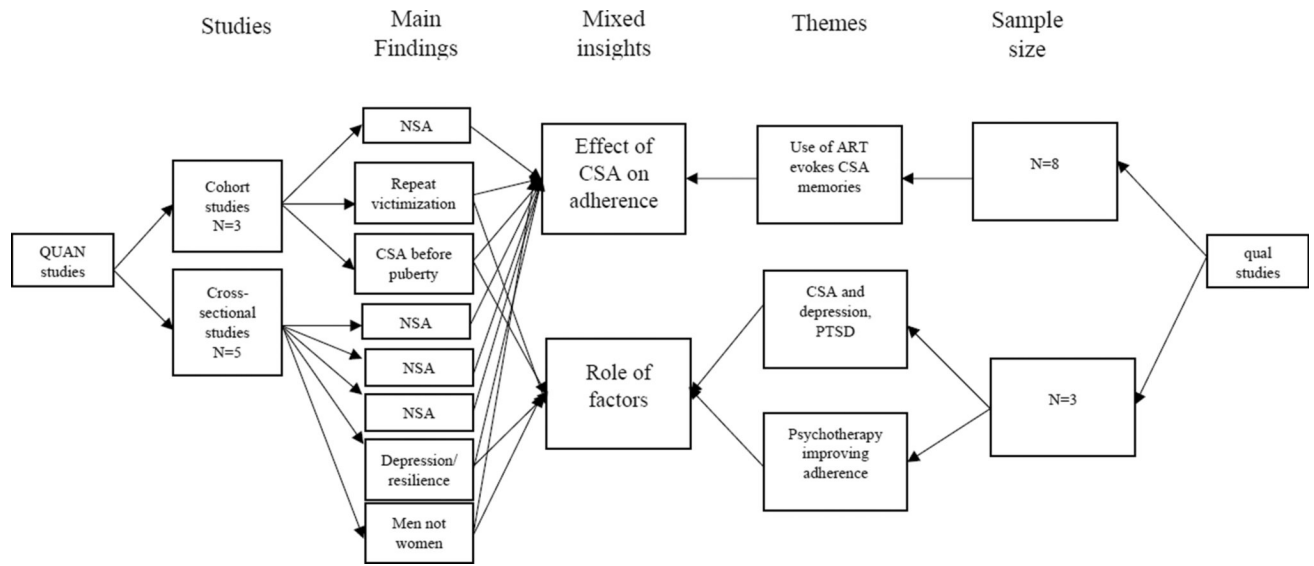 Studies
Main
Findings
Mixed
insights
Themes
Sample
size
QUAN
studies
Cohort
studies
N=3
Cross-
sectional
studies
N=5
NSA
Repeat
victimization
CSA before
puberty
NSA
NSA
NSA
Depression/
resilience
Men not
women
Effect of
CSA on
adherence
Role of
factors
Use of ART
evokes CSA
memories
CSA and
depression,
PTSD
Psychotherapy
improving
adherence
N=8
N=3
qual
studies